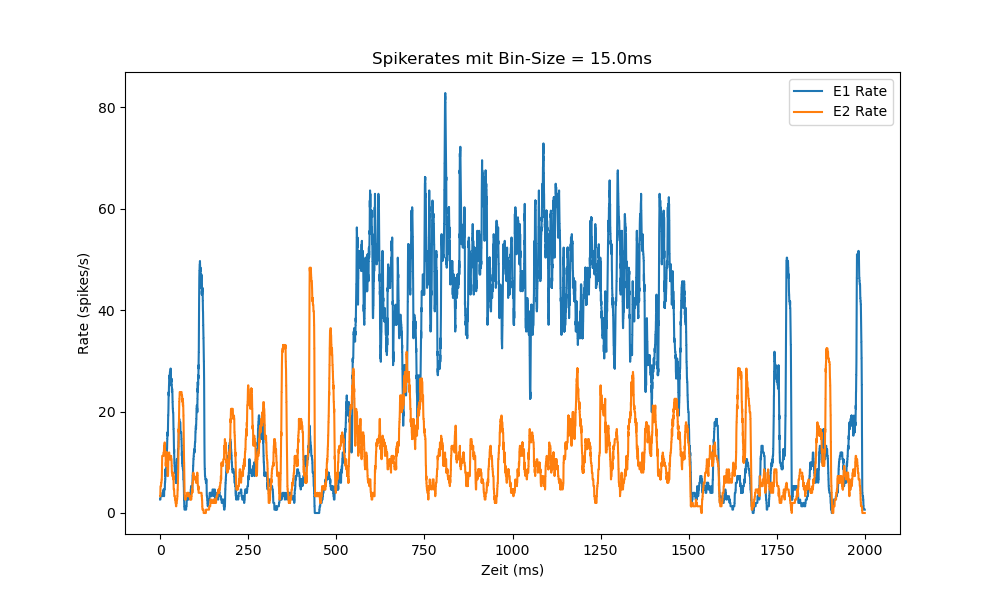 Spikerates mit Bin-Size = 15.0ms
E1 Rate
E2 Rate
80
60
40
20
0
Rate (spikes/s)
0 250 500 750 1000 1250 1500 1750 2000
Zeit (ms)